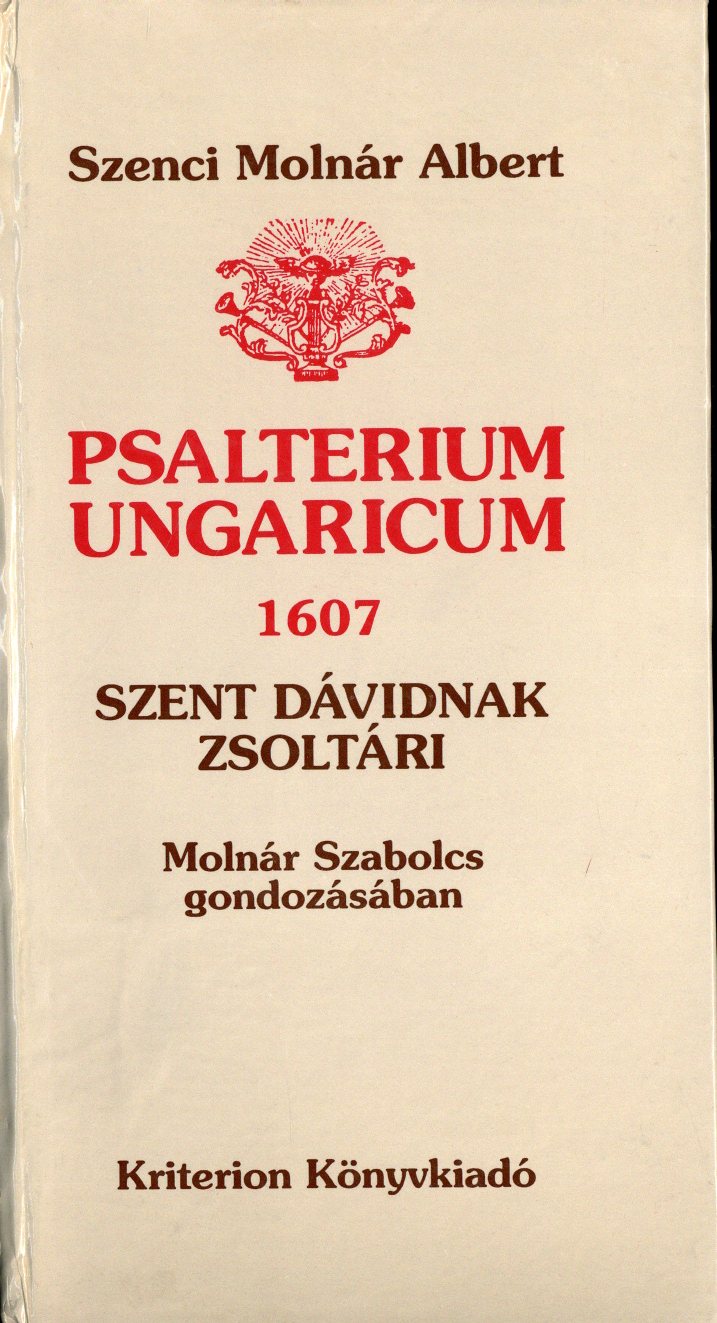 Szenci Molnár Albert
PSALTERIUM
UNGARICUM
1607
SZENT DÁVIDNAK
ZSOLTÁRI
Molnár Szabolcs
gondozásában
Kriterion Könyvkiadó